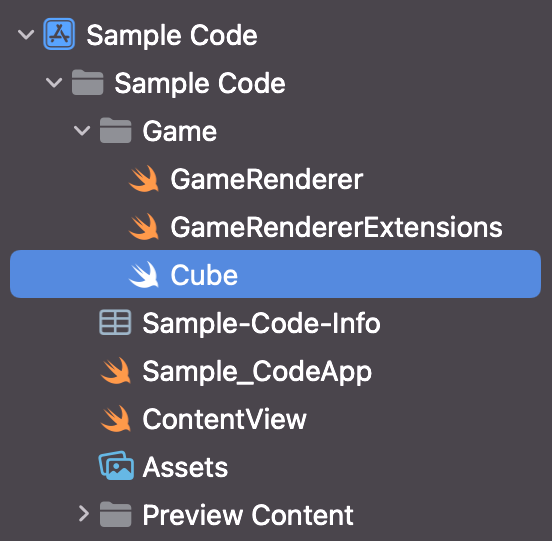 Sample Code
Sample Code
Game
GameRenderer
GameRendererExtensions
Cube
Sample-Code-Info
Sample_CodeApp
ContentView
Assets
Preview Content